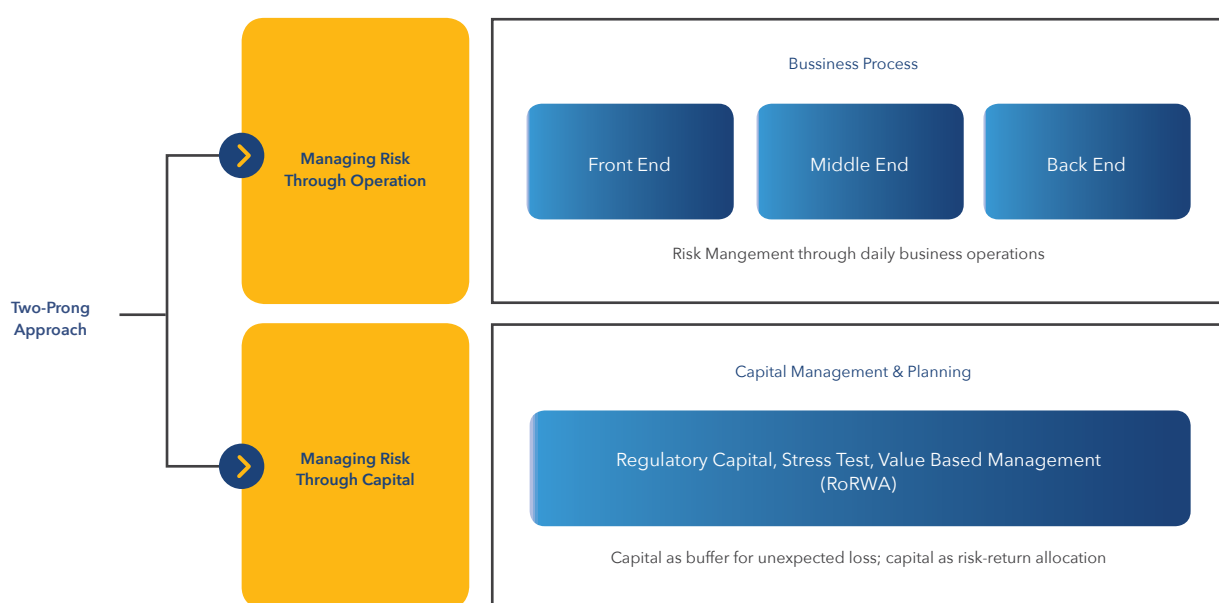 Two-Prong
Approach
Managing Risk
Through Operation
Bussiness Process
Front End
Middle End
Back End
Risk Mangement through daily business operations
Managing Risk
Through Capital
Capital Management & Planning
Regulatory Capital, Stress Test, Value Based Management
(RoRWA)
Capital as buffer for unexpected loss; capital as risk-return allocation